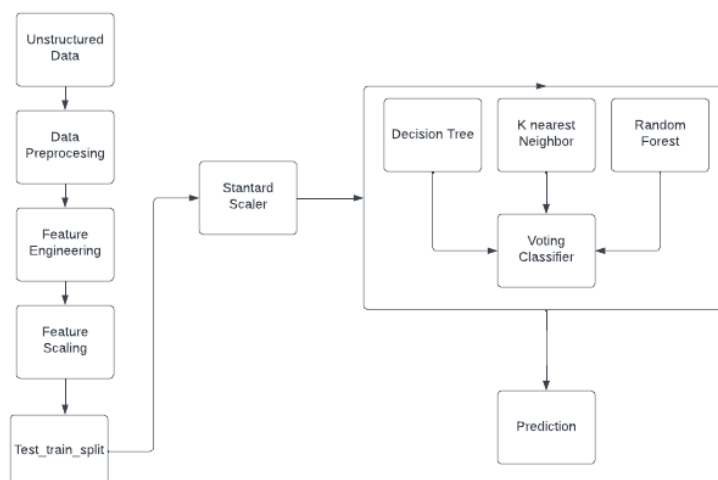 Unstructured
Data
Data
Preprocesing
Feature
Engineering
Feature
Scaling
Test_train_split
Stantard
Scaler
Decision Tree
K nearest
Neighbor
Random
Forest
Voting
Classifier
Prediction